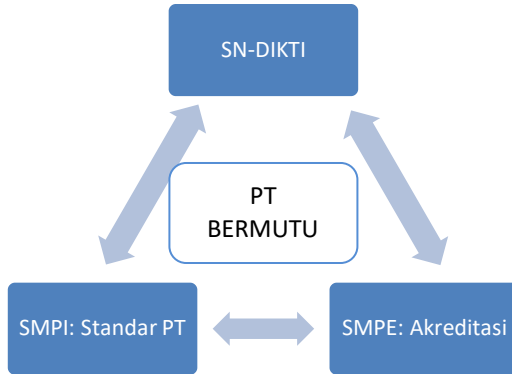 SN-DIKTI
PT
BERMUTU
SMPI: Standar PT
SMPE: Akreditasi